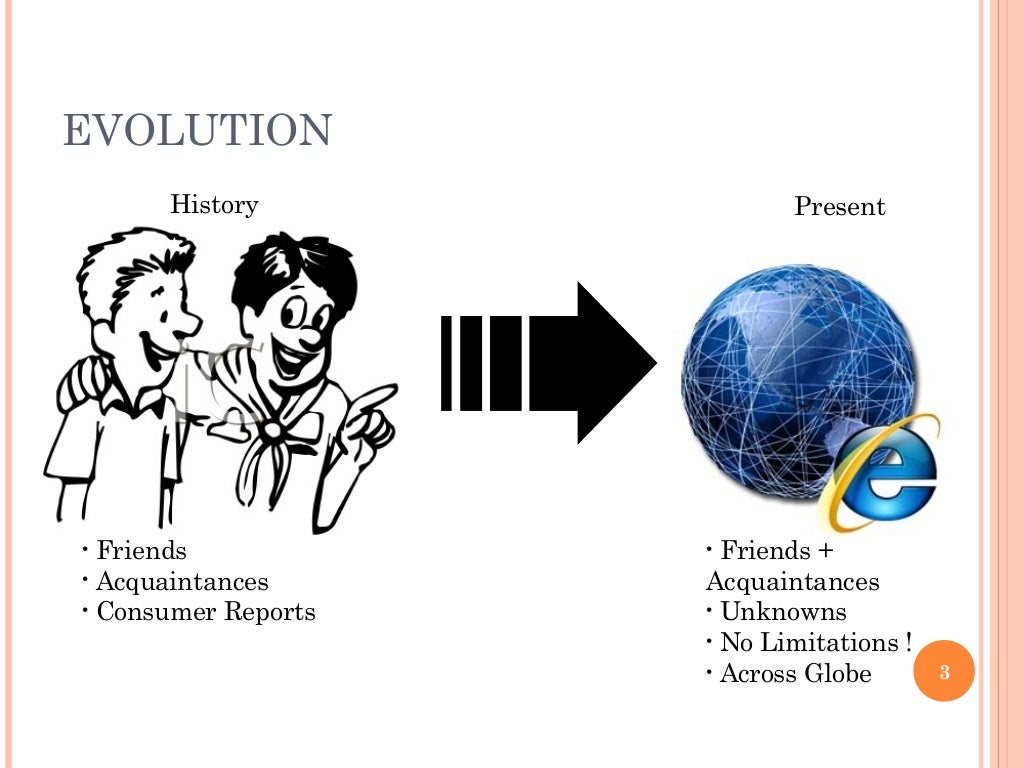 EVOLUTION
History
Present
• Friends
• Acquaintances
• Consumer Reports
• Friends +
Acquaintances
• Unknowns
• No Limitations !
• Across Globe
3